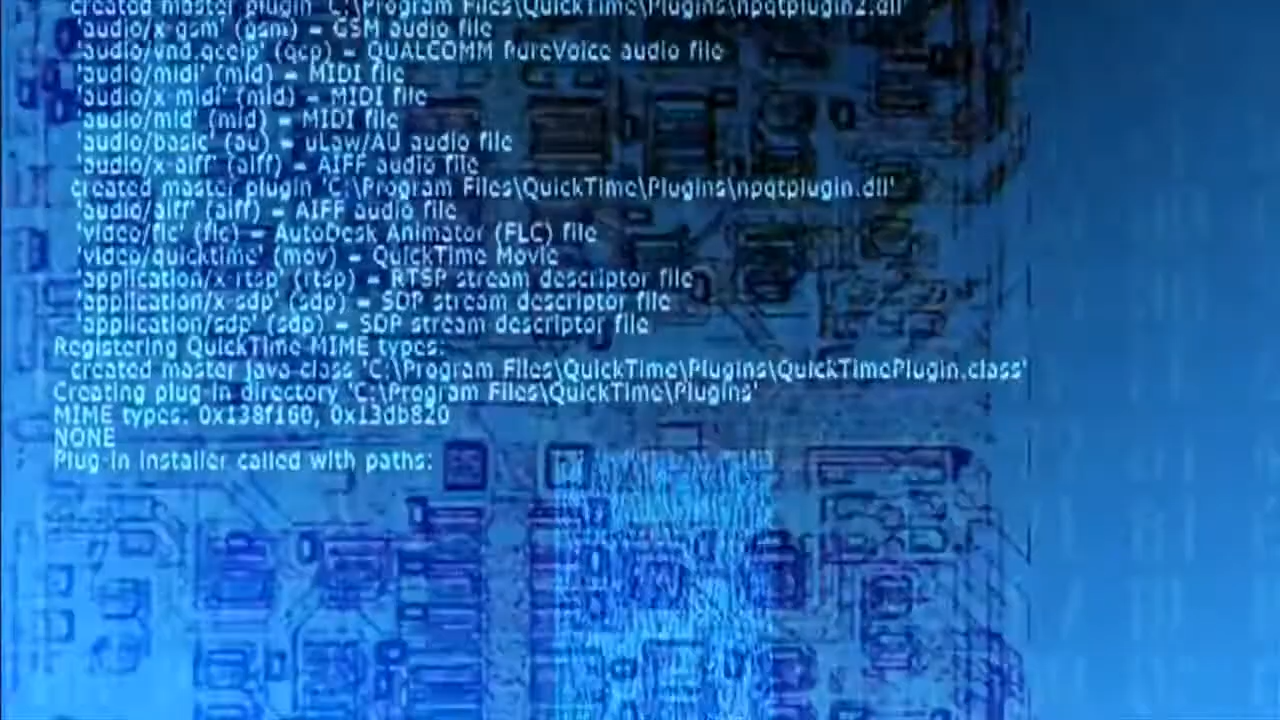 created master plugin 'C:\Program Files\QuickTime\Plugins\npqtplugin2.dll'
'audio/x-gsm' (gsm) = GSM audio file
'audio/vnd.qcelp' (qcp) = QUALCOMM PureVoice audio file
'audio/midi' (mid) = MIDI file
'audio/x-midi' (mid) = MIDI file
'audio/mid' (mid) = MIDI file
'audio/basic' (au) = uLaw/AU audio file
'audio/x-aiff' (aiff) = AIFF audio file
created master plugin 'C:\Program Files\QuickTime\Plugins\npqtplugin.dll'
'audio/aiff' (aiff) = AIFF audio file
'video/flc' (flc) = AutoDesk Animator (FLC) file
'video/quicktime' (mov) = QuickTime Movie
'application/x-rtsp' (rtsp) = RTSP stream descriptor file
'application/x-sdp' (sdp) = SDP stream descriptor file
'application/sdp' (sdp) = SDP stream descriptor file
Registering QuickTime MIME types:
created master java-class 'C:\Program Files\QuickTime\Plugins\QuickTimePlugin.class'
Creating plug-in directory 'C:\Program Files\QuickTime\Plugins'
MIME types: 0x138f160, 0x13db820
NONE
Plug-in installer called with paths: